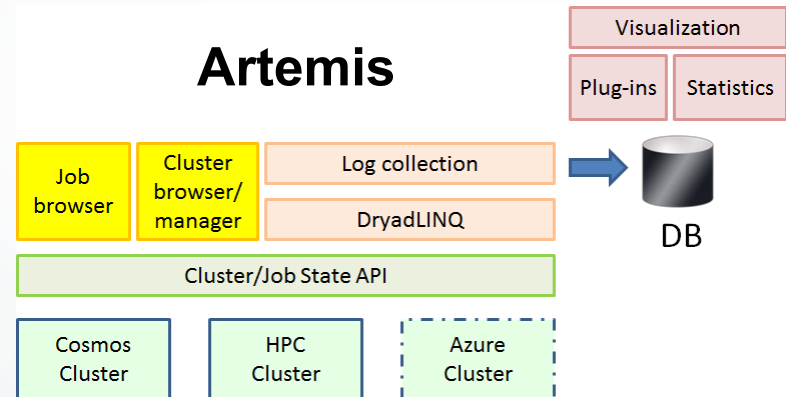 Artemis
Visualization
Plug-ins
Statistics
Job
browser
Cluster
browser/
manager
Log collection
DryadLINQ
DB
Cluster/Job State API
Cosmos
Cluster
HPC
Cluster
Azure
Cluster